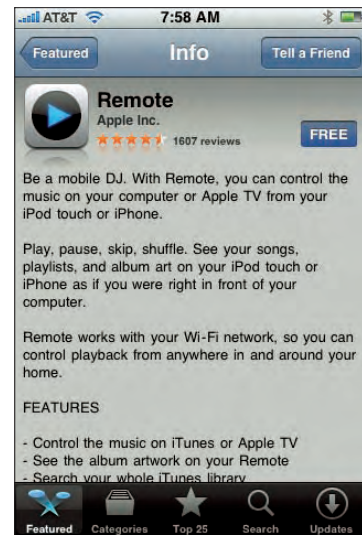 AT&T 7:58 AM
Featured Info Tell a Friend
Remote
Apple Inc.
1607 reviews FREE
Be a mobile DJ. With Remote, you can control the
music on your computer or Apple TV from your
iPod touch or iPhone.
Play, pause, skip, shuffle. See your songs,
playlists, and album art on your iPod touch or
iPhone as if you were right in front of your
computer.
Remote works with your Wi-Fi network, so you can
control playback from anywhere in and around your
home.
FEATURES
- Control the music on iTunes or Apple TV
- See the album artwork on your Remote
- Search your whole iTunes library
Featured Categories Top 25 Search Updates